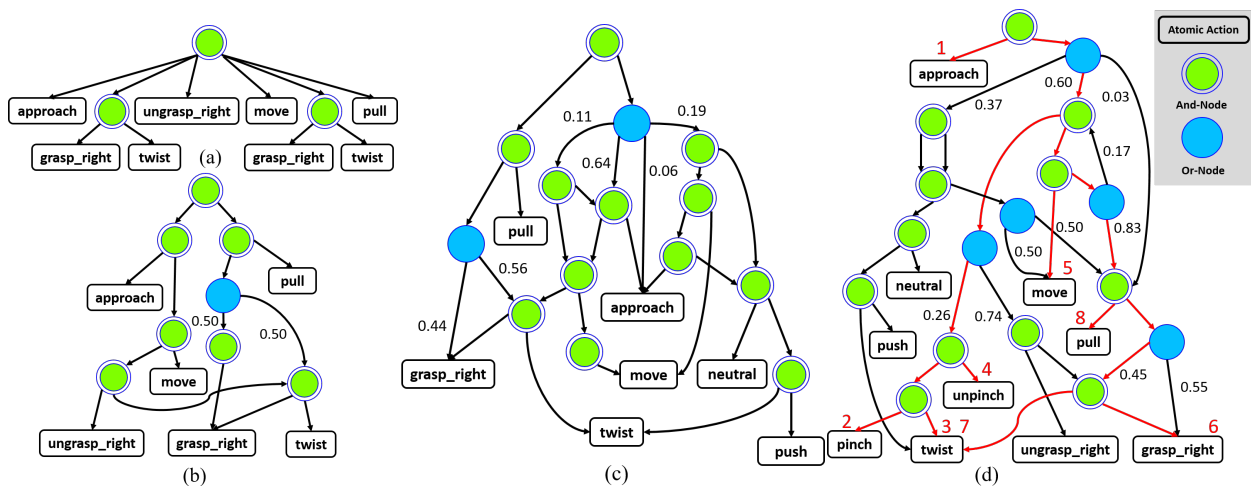 approach
ungrasp_right
move
pull
grasp_right
twist
grasp_right
twist
(a)
approach
pull
0.50
0.50
move
ungrasp_right
grasp_right
twist
(b)
0.11
0.19
0.64
0.06
pull
0.56
0.44
approach
grasp_right
move
neutral
twist
push
(c)
1
approach
0.60
0.03
0.37
0.17
0.50
0.83
0.50
neutral
5
move
push
0.26
0.74
8
pull
4
unpinch
0.45
0.55
2
3
7
6
pinch
twist
ungrasp_right
grasp_right
(d)
Atomic Action
And-Node
Or-Node